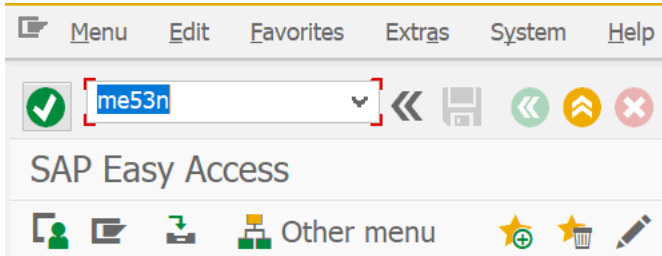 Menu Edit Favorites Extras System Help
me53n
SAP Easy Access
Other menu